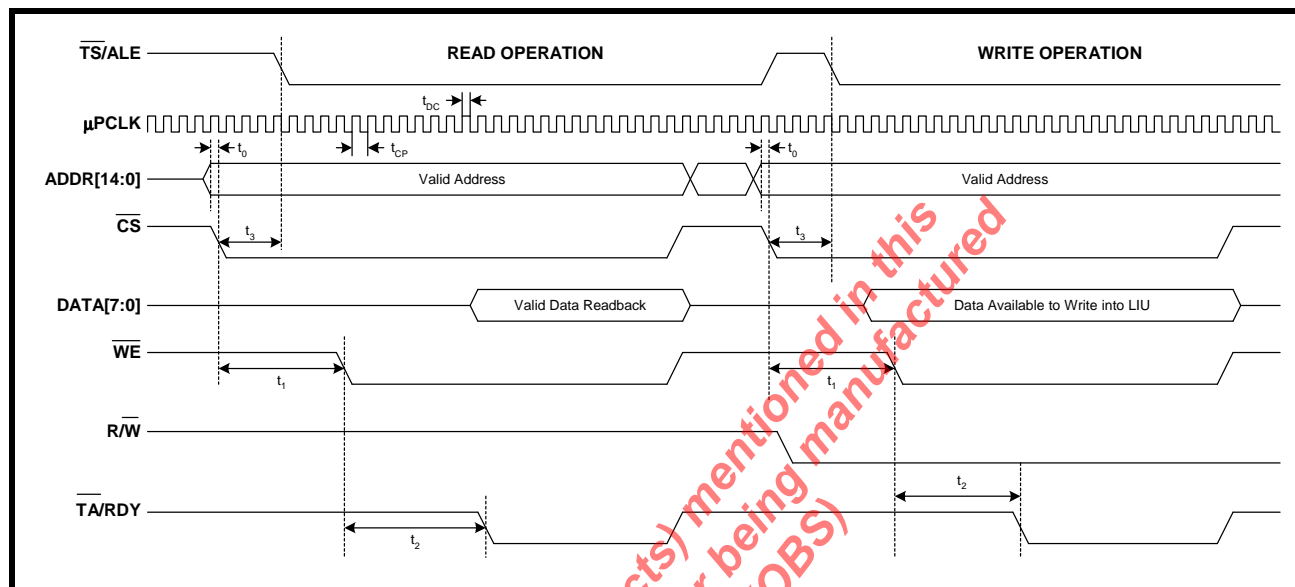 TS/ALE
READ OPERATION
WRITE OPERATION
tDC
µPCLK
t0
tCP
t0
ADDR[14:0]
Valid Address
Valid Address
CS
t3
t3
DATA[7:0]
Valid Data Readback
Data Available to Write into LIU
WE
t1
t1
R/W
t2
TA/RDY
t2
cts) mentioned in this
r being manufactured
OBS)